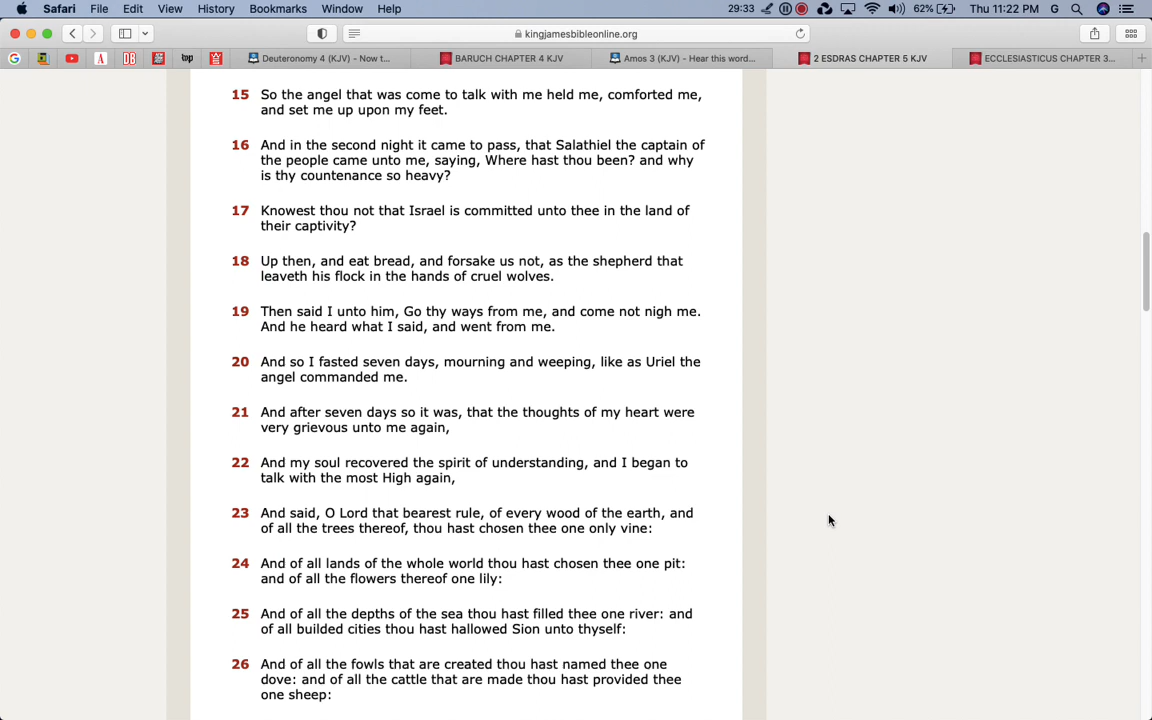 Safari File Edit View History Bookmarks Window Help 29:33 62% Thu 11:22 PM G
kingjamesbibleonline.org
G A DB top Deuteronomy 4 (KJV) - Now t... BARUCH CHAPTER 4 KJV Amos 3 (KJV) - Hear this word... 2 ESDRAS CHAPTER 5 KJV ECCLESIASTICUS CHAPTER 3...
15 So the angel that was come to talk with me held me, comforted me,
and set me up upon my feet.
16 And in the second night it came to pass, that Salathiel the captain of
the people came unto me, saying, Where hast thou been? and why
is thy countenance so heavy?
17 Knowest thou not that Israel is committed unto thee in the land of
their captivity?
18 Up then, and eat bread, and forsake us not, as the shepherd that
leaveth his flock in the hands of cruel wolves.
19 Then said I unto him, Go thy ways from me, and come not nigh me.
And he heard what I said, and went from me.
20 And so I fasted seven days, mourning and weeping, like as Uriel the
angel commanded me.
21 And after seven days so it was, that the thoughts of my heart were
very grievous unto me again,
22 And my soul recovered the spirit of understanding, and I began to
talk with the most High again,
23 And said, O Lord that bearest rule, of every wood of the earth, and
of all the trees thereof, thou hast chosen thee one only vine:
24 And of all lands of the whole world thou hast chosen thee one pit:
and of all the flowers thereof one lily:
25 And of all the depths of the sea thou hast filled thee one river: and
of all builded cities thou hast hallowed Sion unto thyself:
26 And of all the fowls that are created thou hast named thee one
dove: and of all the cattle that are made thou hast provided thee
one sheep: